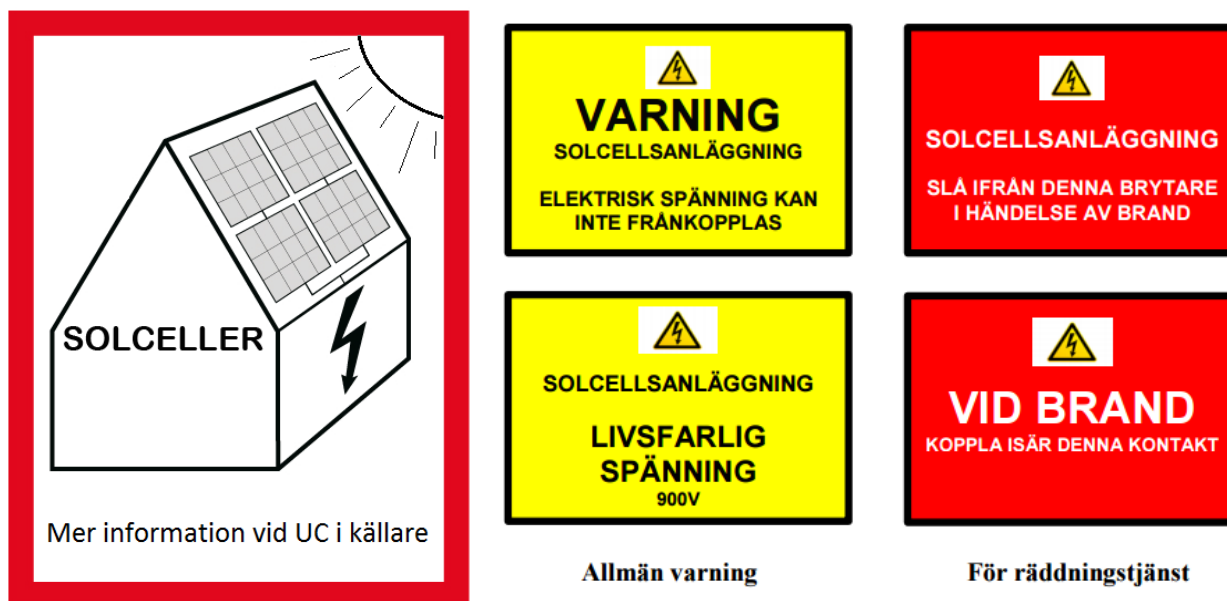 SOLCELLER
Mer information vid UC i källare
VARNING
SOLCELLSANLÄGGNING
ELEKTRISK SPÄNNING KAN
INTE FRÅNKOPPLAS
SOLCELLSANLÄGGNING
LIVSFARLIG
SPÄNNING
900V
Allmän varning
SOLCELLSANLÄGGNING
SLÅ IFRÅN DENNA BRYTARE
I HÄNDELSE AV BRAND
VID BRAND
KOPPLA ISÄR DENNA KONTAKT
För räddningstjänst